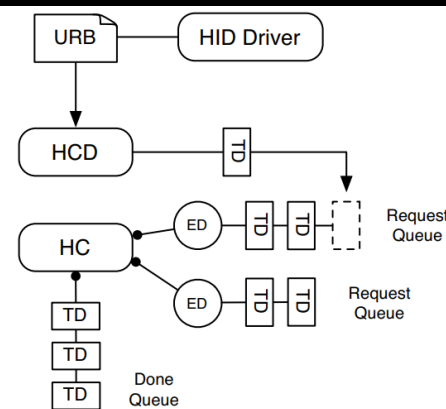 URB
HID Driver
HCD
TD
HC
ED
TD
TD
Request
Queue
ED
TD
TD
Request
Queue
TD
TD
TD
Done
Queue